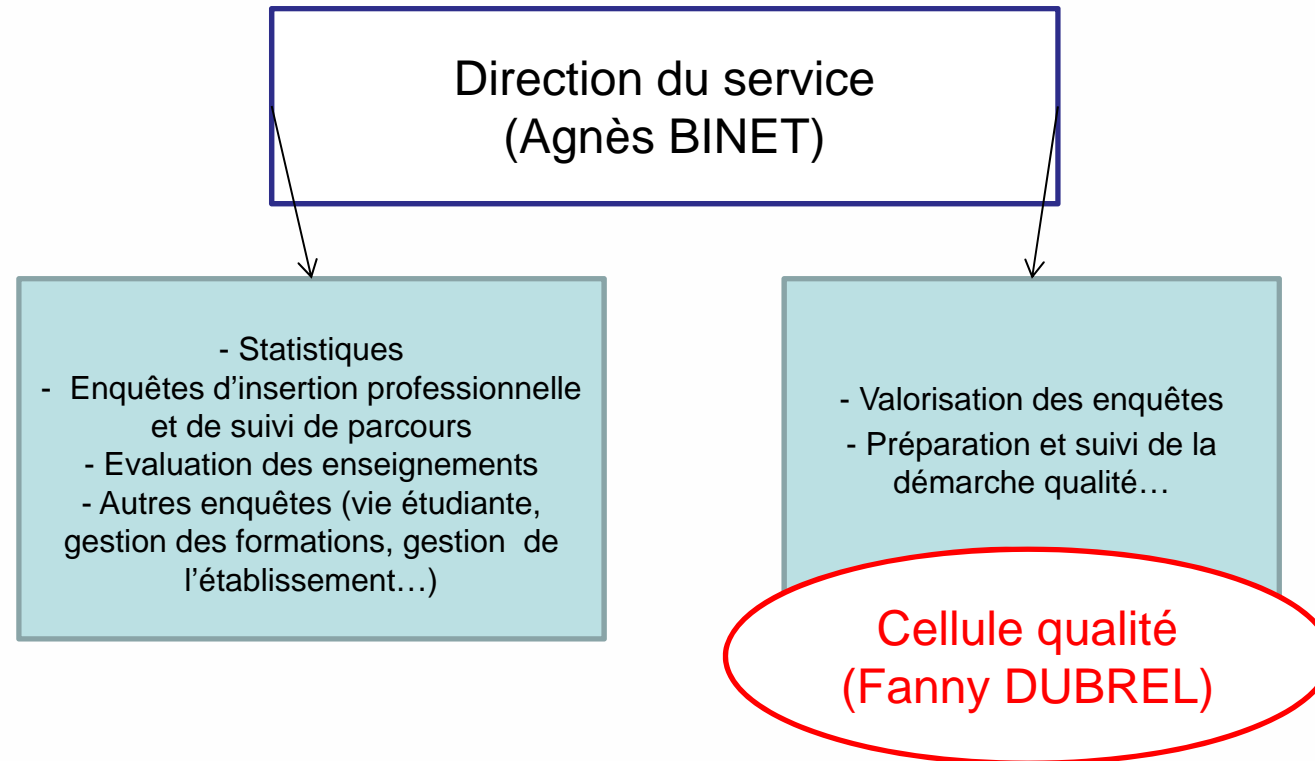 Direction du service
(Agnès BINET)
- Statistiques
- Enquêtes d’insertion professionnelle
et de suivi de parcours
- Evaluation des enseignements
- Autres enquêtes (vie étudiante,
gestion des formations, gestion de
l’établissement…)
- Valorisation des enquêtes
- Préparation et suivi de la
démarche qualité…
Cellule qualité
(Fanny DUBREL)